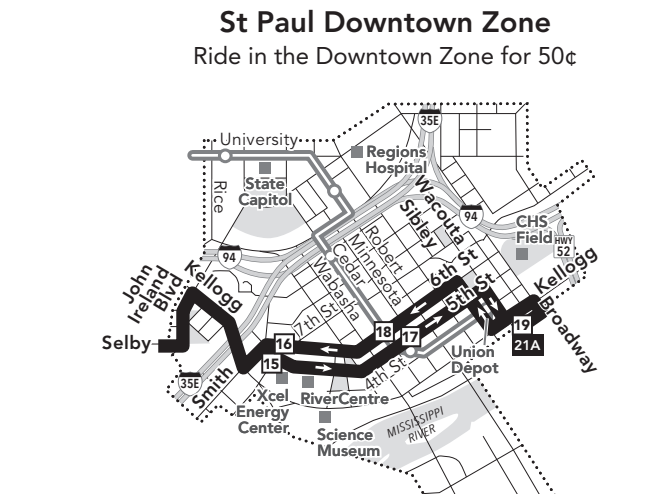 St Paul Downtown Zone
Ride in the Downtown Zone for 50¢
35E
University
Regions
Hospital
State
Capitol
Rice
Wacouta
Sibley
94
CHS
Field
HWY
52
94
Robert
Minnesota
Cedar
Wabasha
John
Ireland
Blvd
Kellogg
6th St
5th St
Kellogg
Broadway
7th St
Selby
16
15
18
17
19
21A
Union
Depot
4th St
35E
Smith
Xcel
Energy
Center
RiverCentre
Science
Museum
MISSISSIPPI
RIVER